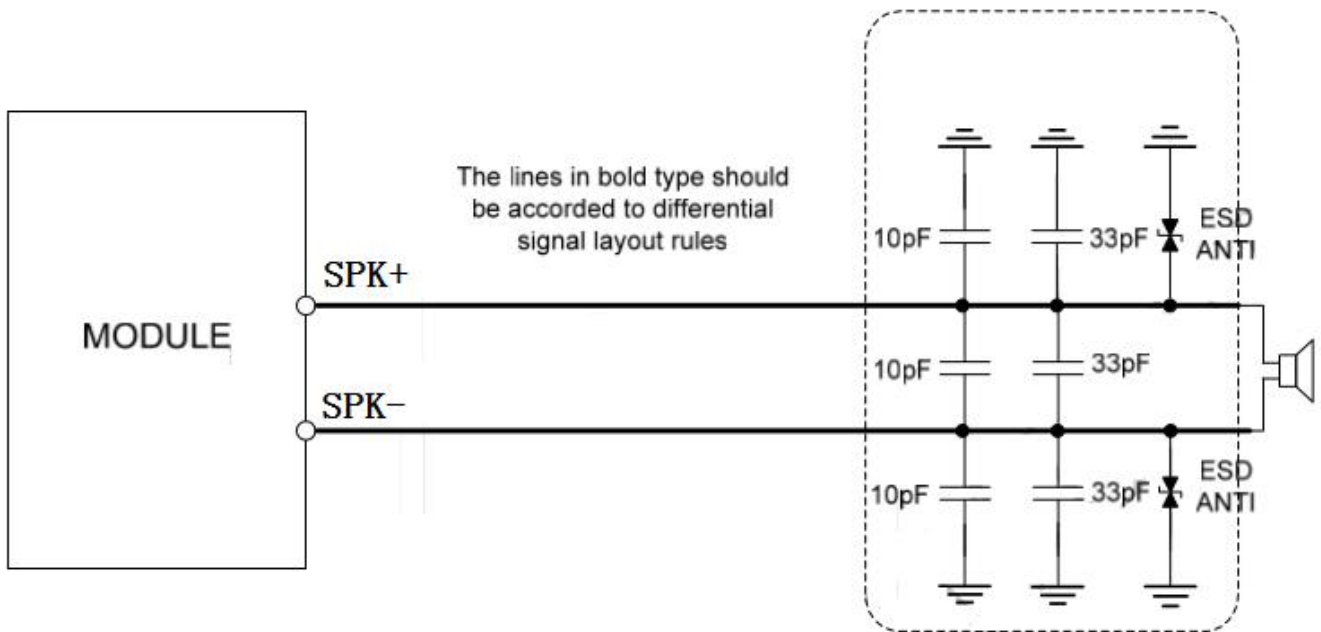 The lines in bold type should
be accorded to differential
signal layout rules
10pF
33pF
ESD
ANTI
SPK+
MODULE
10pF
33pF
SPK-
10pF
33pF
ESD
ANTI